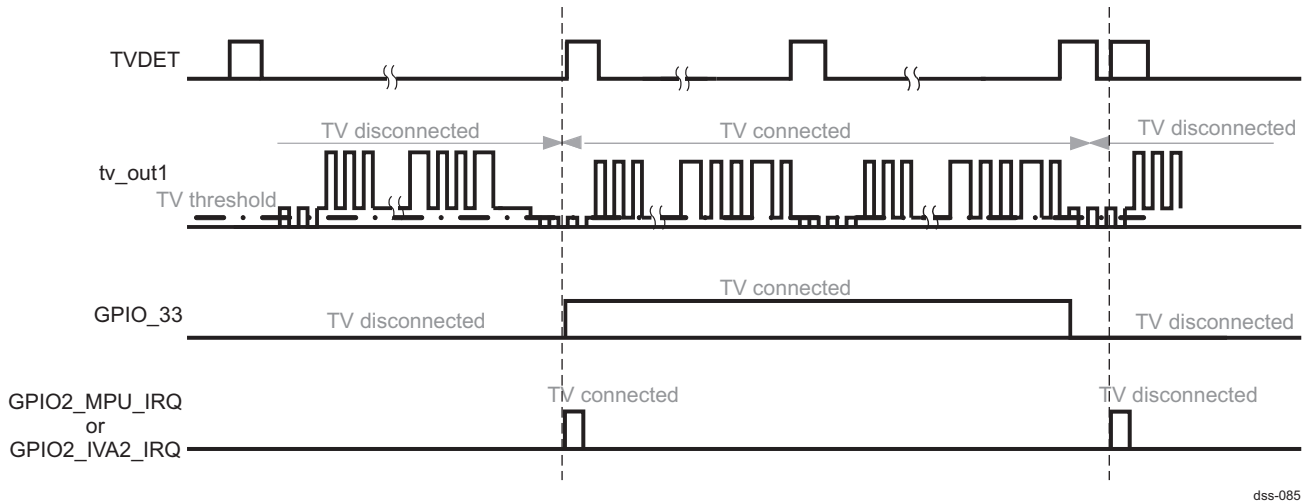 TVDET
TV disconnected
TV connected
TV disconnected
tv_out1
TV threshold
TV connected
GPIO_33
TV disconnected
TV disconnected
TV connected
TV disconnected
GPIO2_MPU_IRQ
or
GPIO2_IVA2_IRQ
dss-085